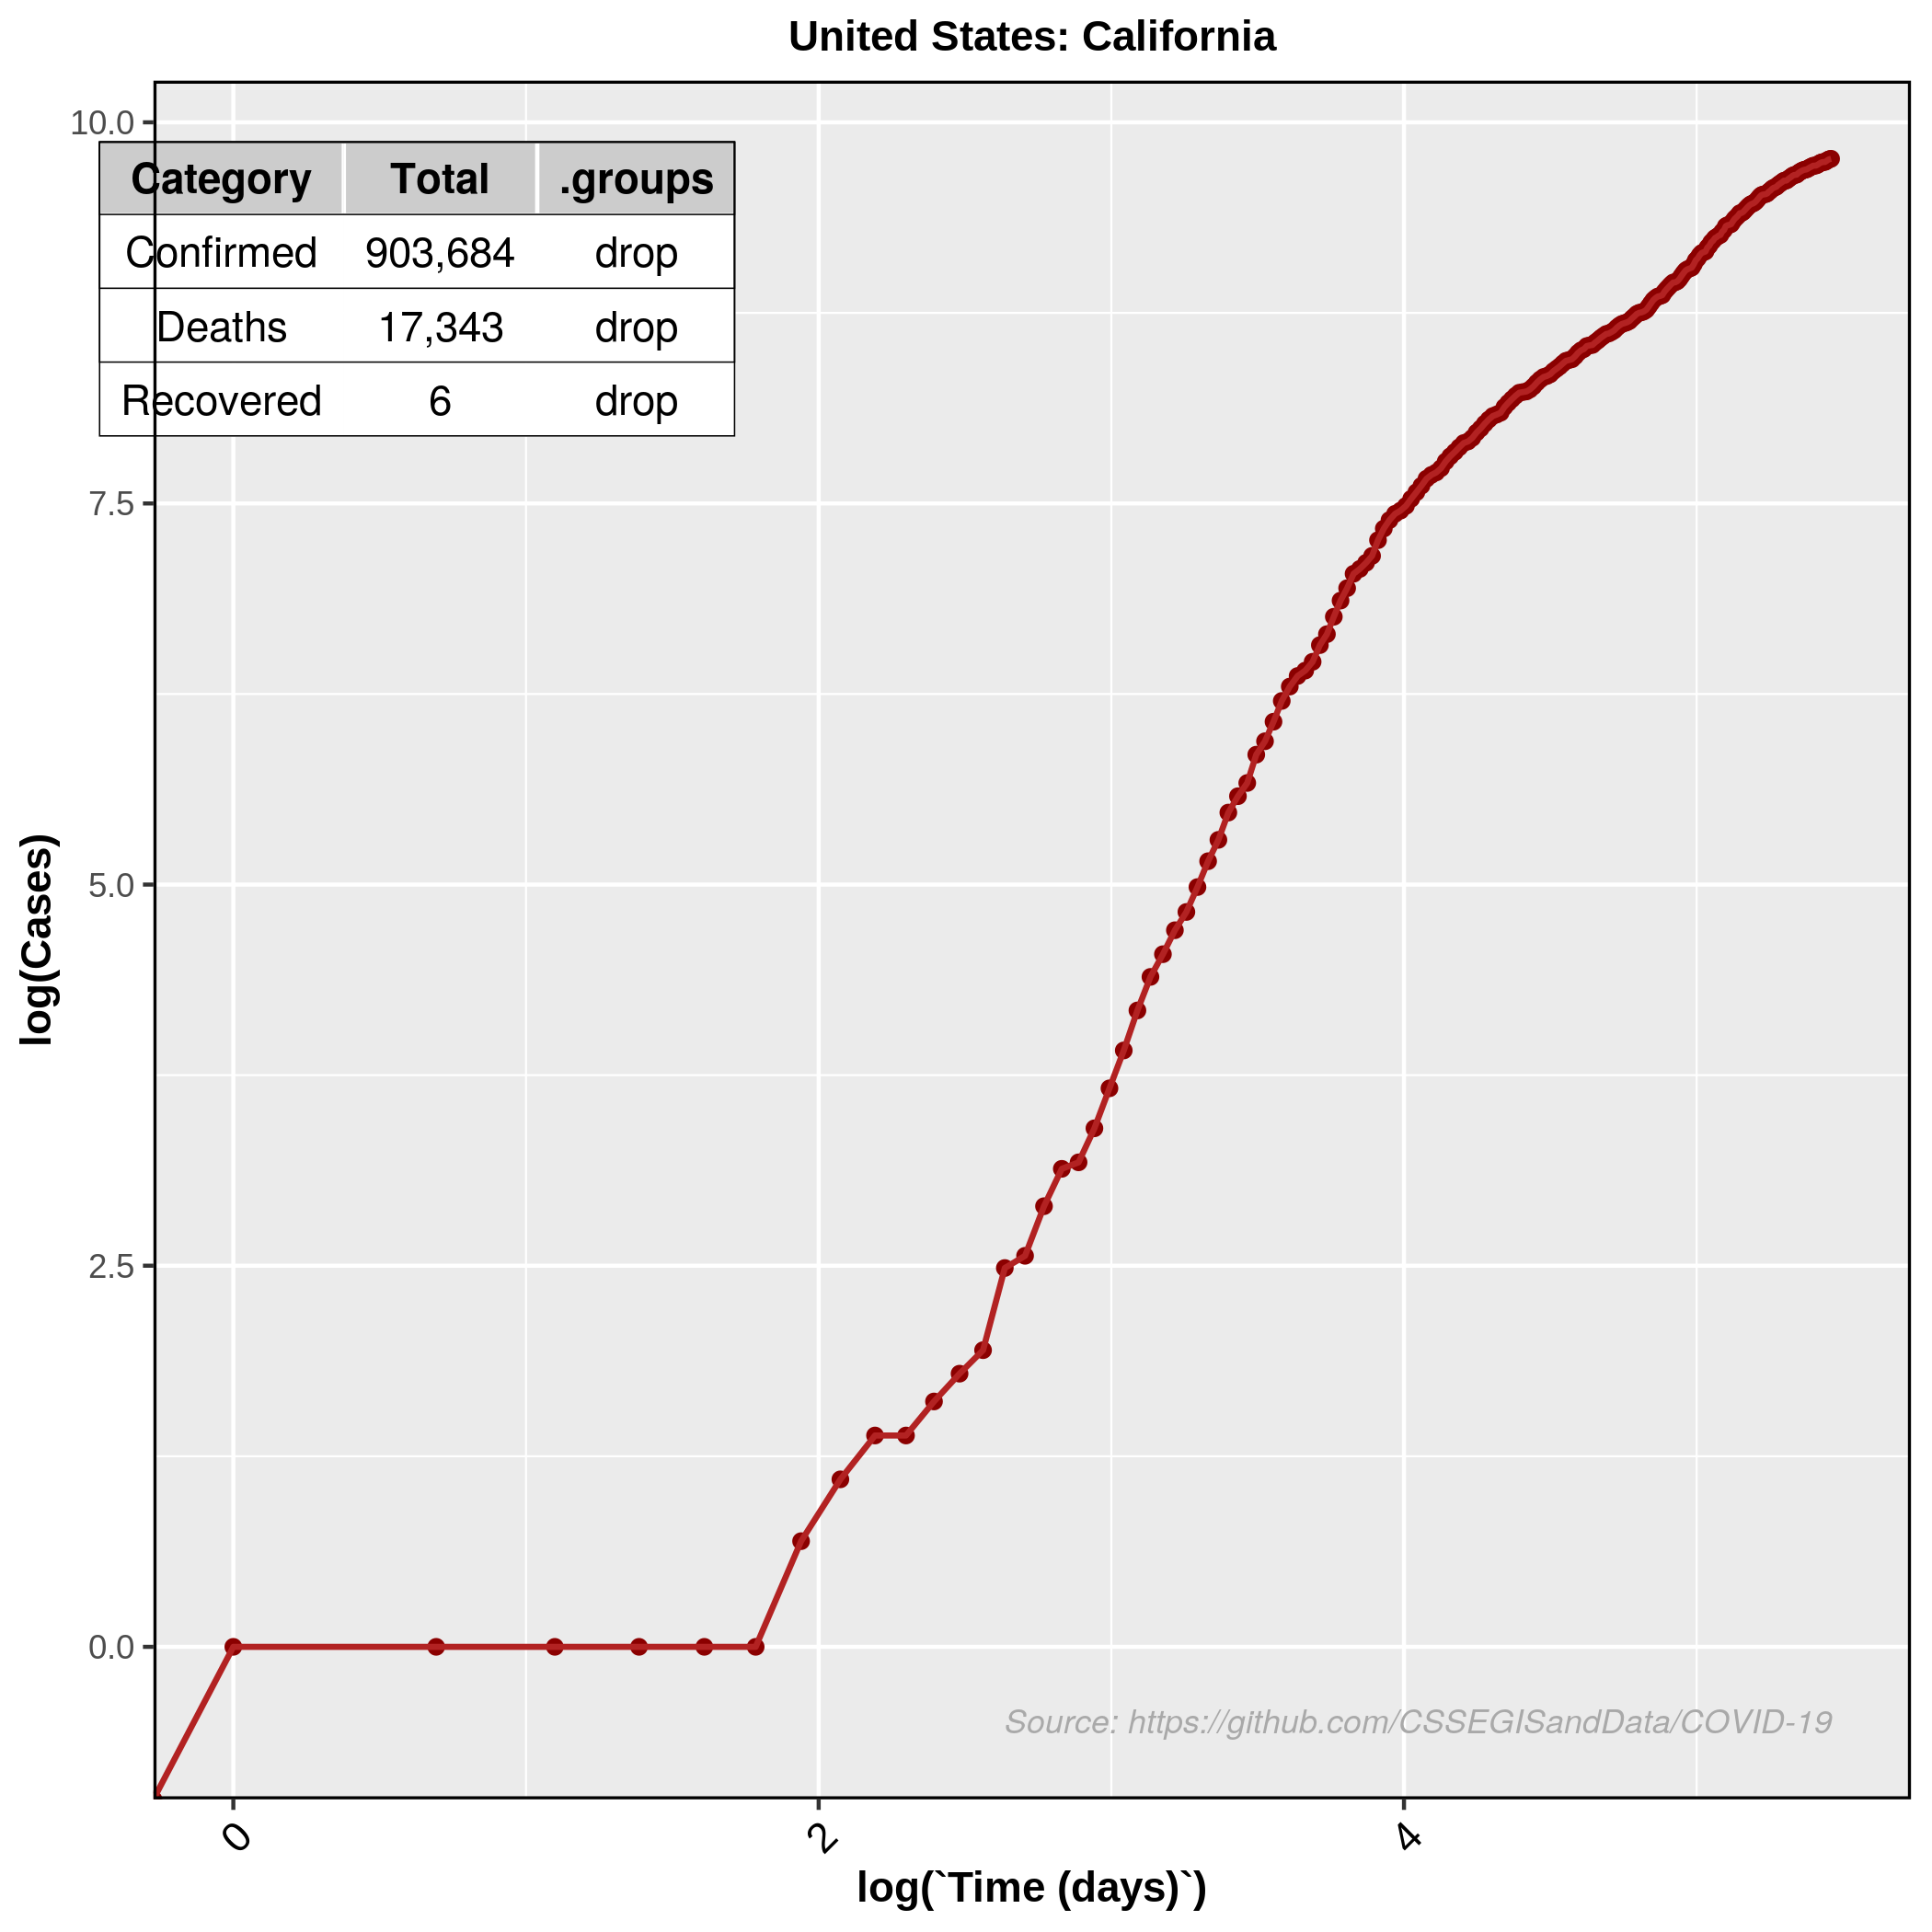 United States: California
10.0
Category Total .groups
Confirmed 903,684 drop
Deaths 17,343 drop
Recovered 6 drop
7.5
5.0
2.5
0.0
log(Cases)
Source: https://github.com/CSSEGISandData/COVID-19
0 2 4
log(`Time (days)`)